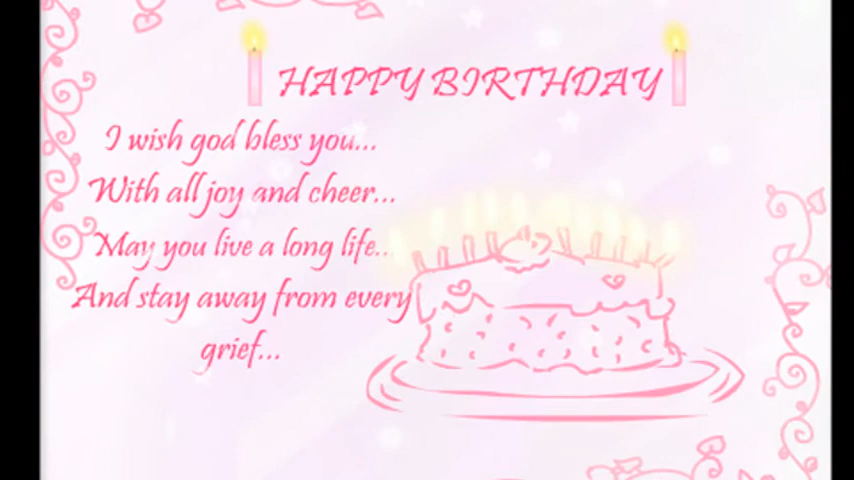 HAPPY BIRTHDAY
I wish god bless you...
With all joy and cheer...
May you live a long life...
And stay away from every
grief...